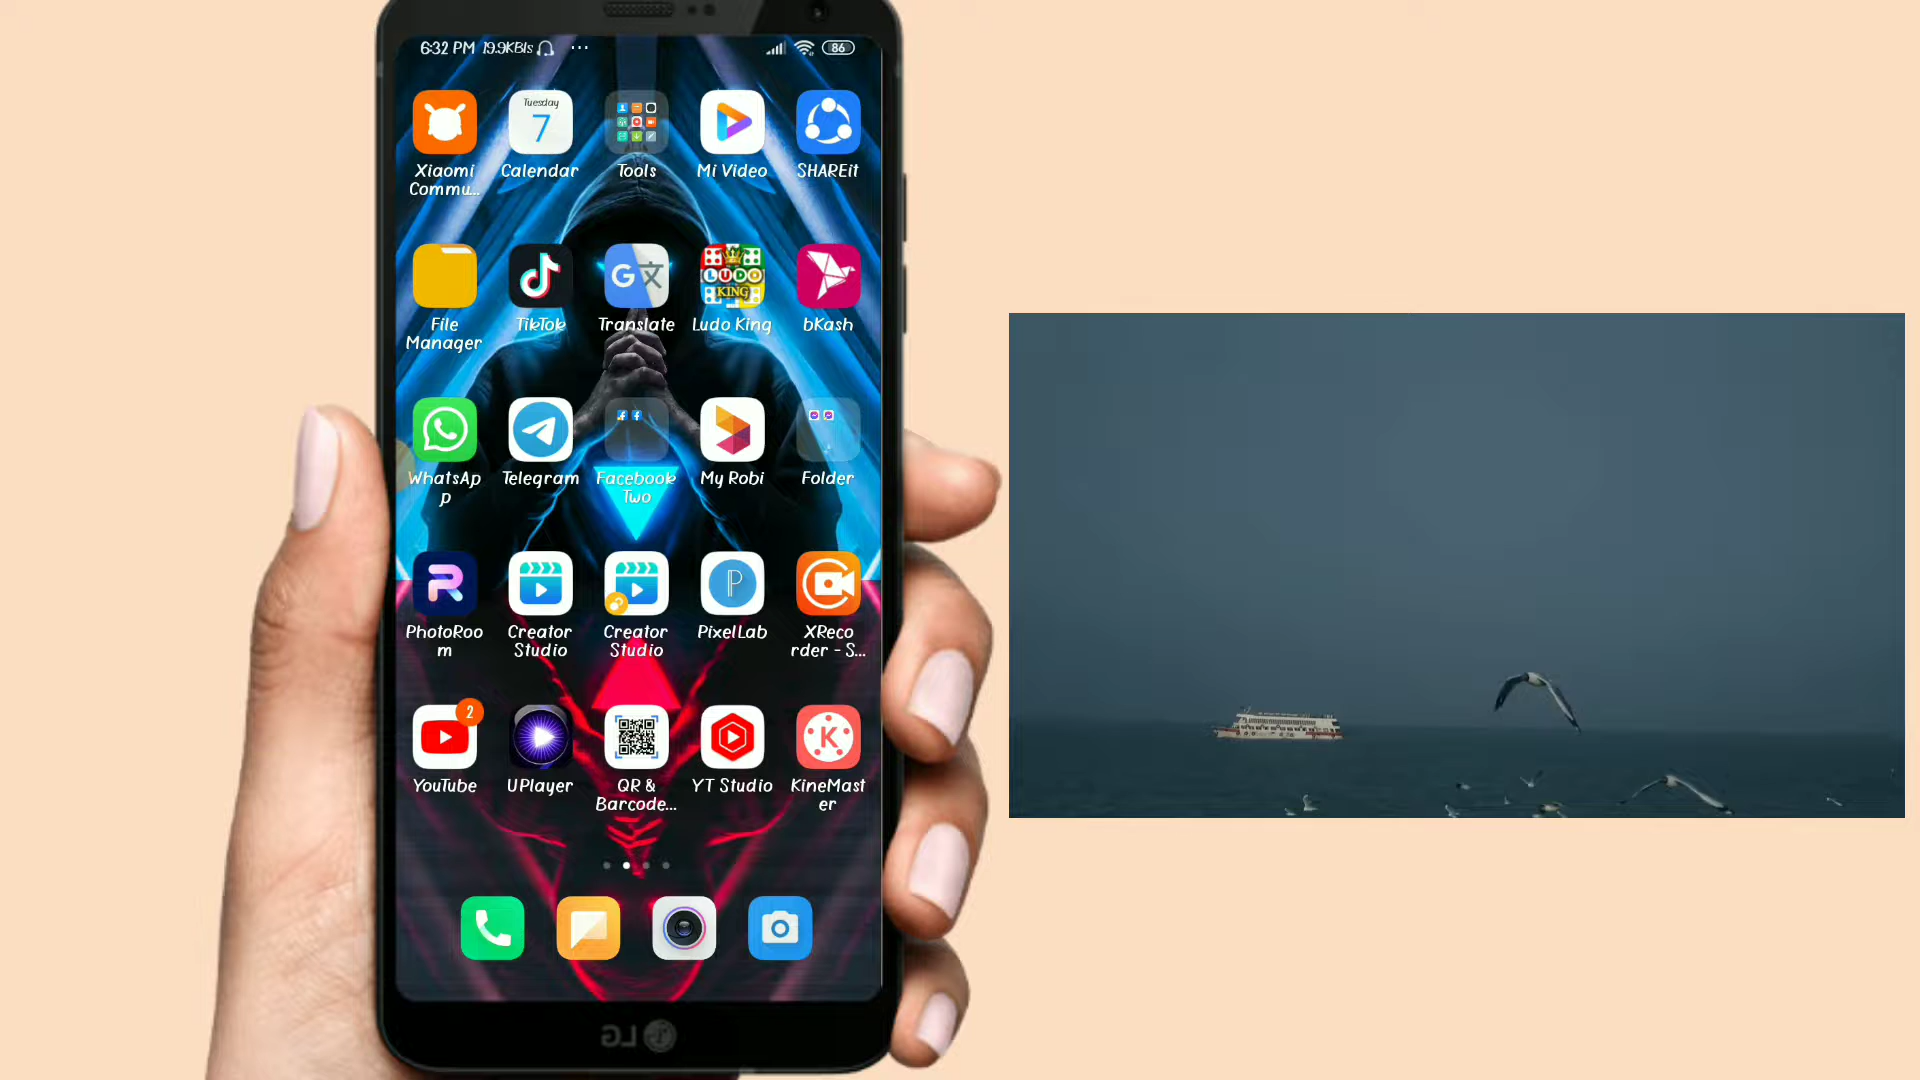 6:32 PM 19.9KB/s ... 86
Tuesday
7
Xiaomi
Commu...
Calendar
Tools
Mi Video
SHAREit
LUDO
KING
File
Manager
TikTok
Translate
Ludo King
bKash
WhatsAp
p
Telegram
Facebook
Two
My Robi
Folder
PhotoRoo
m
Creator
Studio
Creator
Studio
PixelLab
XReco
rder - S...
2
YouTube
UPlayer
QR &
Barcode...
YT Studio
KineMast
er
LG